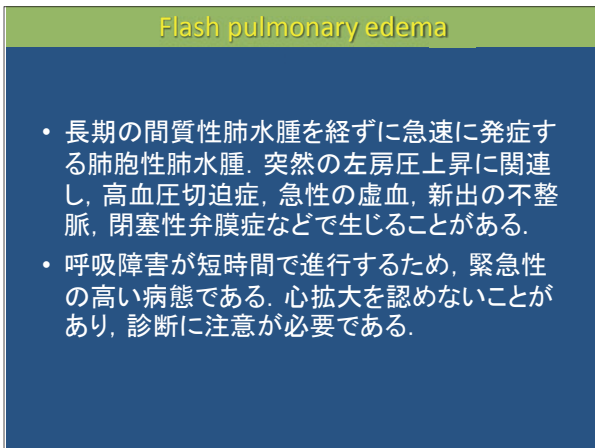 Flash pulmonary edema
• 長期の間質性肺水腫を経ずに急速に発症す
る肺胞性肺水腫．突然の左房圧上昇に関連
し，高血圧切迫症，急性の虚血，新出の不整
脈，閉塞性弁膜症などで生じることがある．
• 呼吸障害が短時間で進行するため，緊急性
の高い病態である．心拡大を認めないことが
あり，診断に注意が必要である．